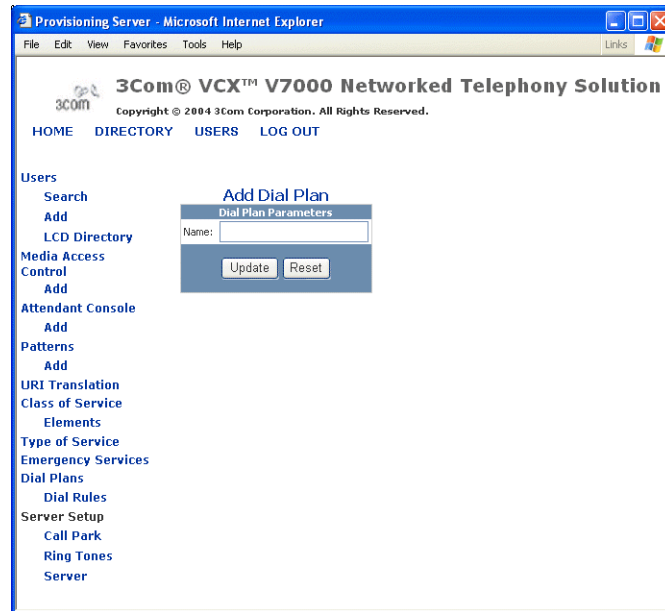 Provisioning Server - Microsoft Internet Explorer
File Edit View Favorites Tools Help Links
3Com
3Com® VCX™ V7000 Networked Telephony Solution
Copyright © 2004 3Com Corporation. All Rights Reserved.
HOME DIRECTORY USERS LOG OUT
Users
Search
Add
LCD Directory
Media Access
Control
Add
Attendant Console
Add
Patterns
Add
URI Translation
Class of Service
Elements
Type of Service
Emergency Services
Dial Plans
Dial Rules
Server Setup
Call Park
Ring Tones
Server
Add Dial Plan
Dial Plan Parameters
Name:
Update Reset